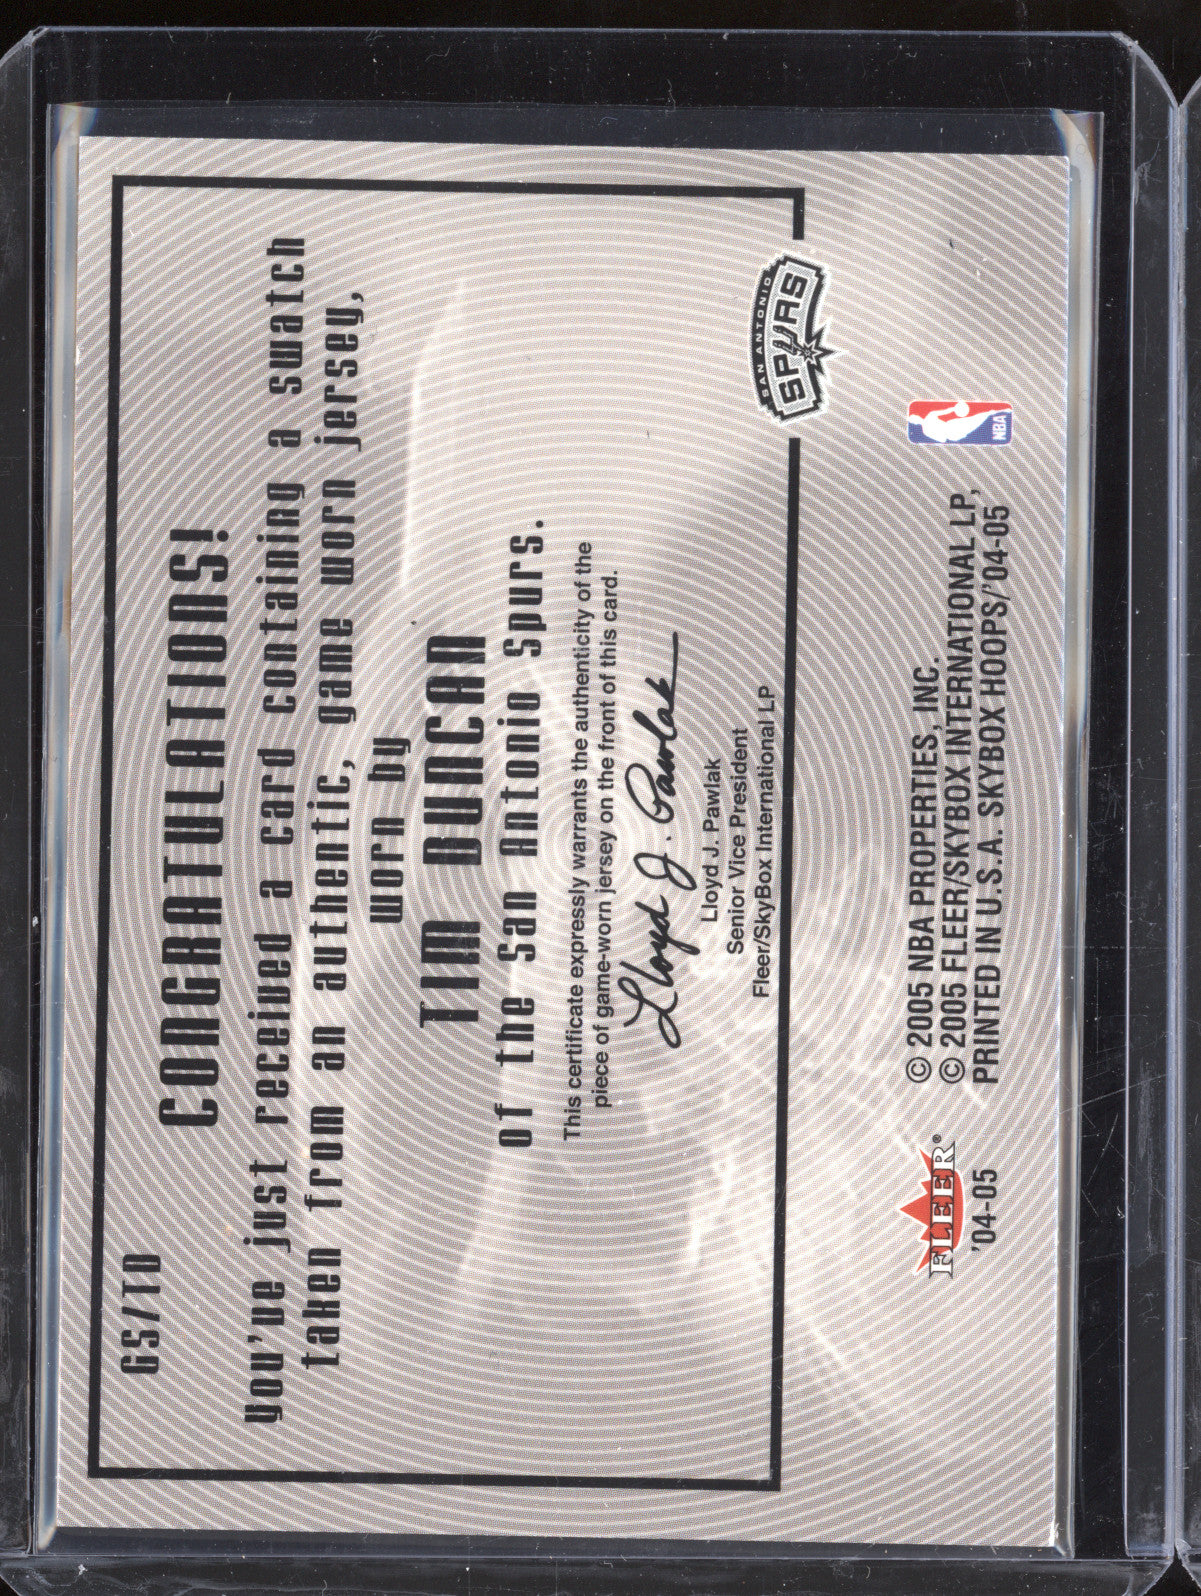 GS/TD
CONGRATULATIONS!
You've just received a card containing a swatch
taken from an authentic, game worn jersey,
worn by
TIM DUNCAN
of the San Antonio Spurs.
This certificate expressly warrants the authenticity of the
piece of game-worn jersey on the front of this card.
Lloyd J. Pawlak
Lloyd J. Pawlak
Senior Vice President
Fleer/SkyBox International LP
SAN ANTONIO
SPURS
FLEER®
'04-05
© 2005 NBA PROPERTIES, INC.
© 2005 FLEER/SKYBOX INTERNATIONAL LP,
PRINTED IN U.S.A. SKYBOX HOOPS/'04-05
NBA